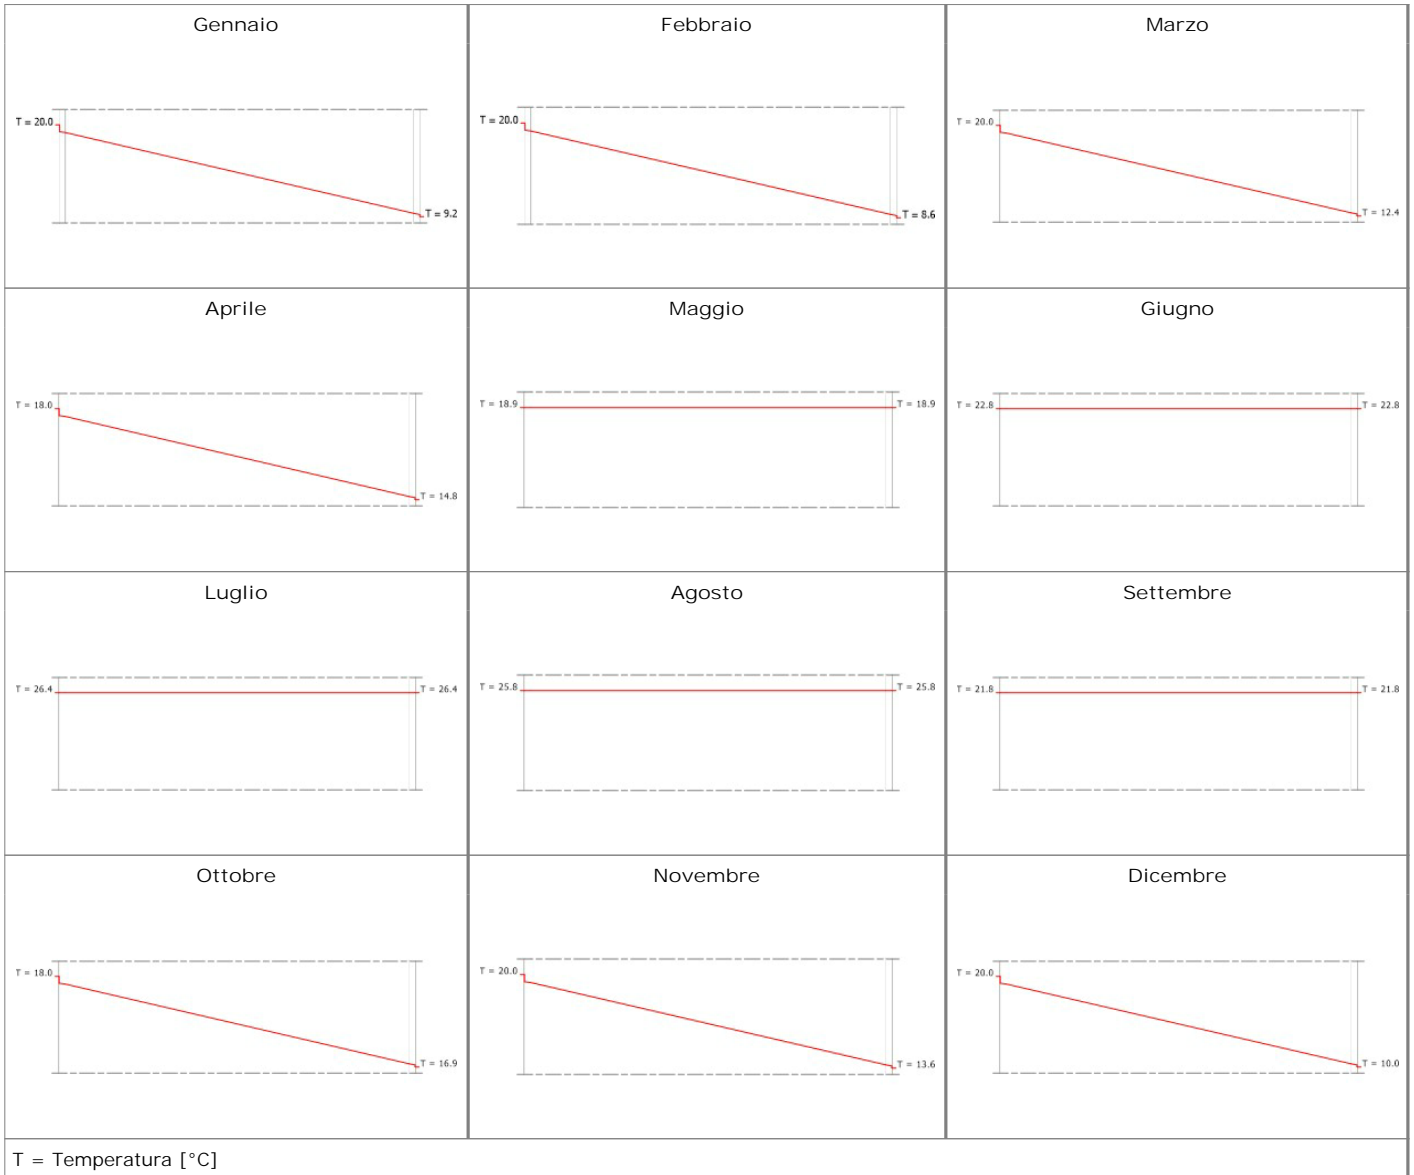 Gennaio
Febbraio
Marzo
T = 20.0
T = 9.2
T = 20.0
T = 8.6
T = 20.0
T = 12.4
Aprile
Maggio
Giugno
T = 18.0
T = 14.8
T = 18.9
T = 18.9
T = 22.8
T = 22.8
Luglio
Agosto
Settembre
T = 26.4
T = 26.4
T = 25.8
T = 25.8
T = 21.8
T = 21.8
Ottobre
Novembre
Dicembre
T = 18.0
T = 16.9
T = 20.0
T = 13.6
T = 20.0
T = 10.0
T = Temperatura [°C]